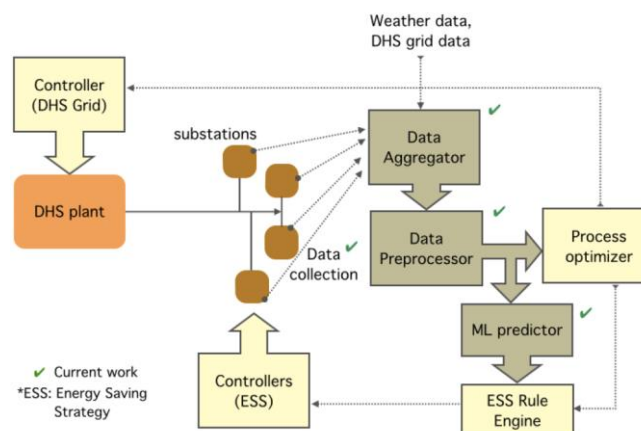 Weather data,
DHS grid data
Controller
(DHS Grid)
substations
✔
Data
Aggregator
DHS plant
✔
Data
Preprocessor
Process
optimizer
Data ✔
collection
✔
ML predictor
✔ Current work
*ESS: Energy Saving
Strategy
Controllers
(ESS)
ESS Rule
Engine